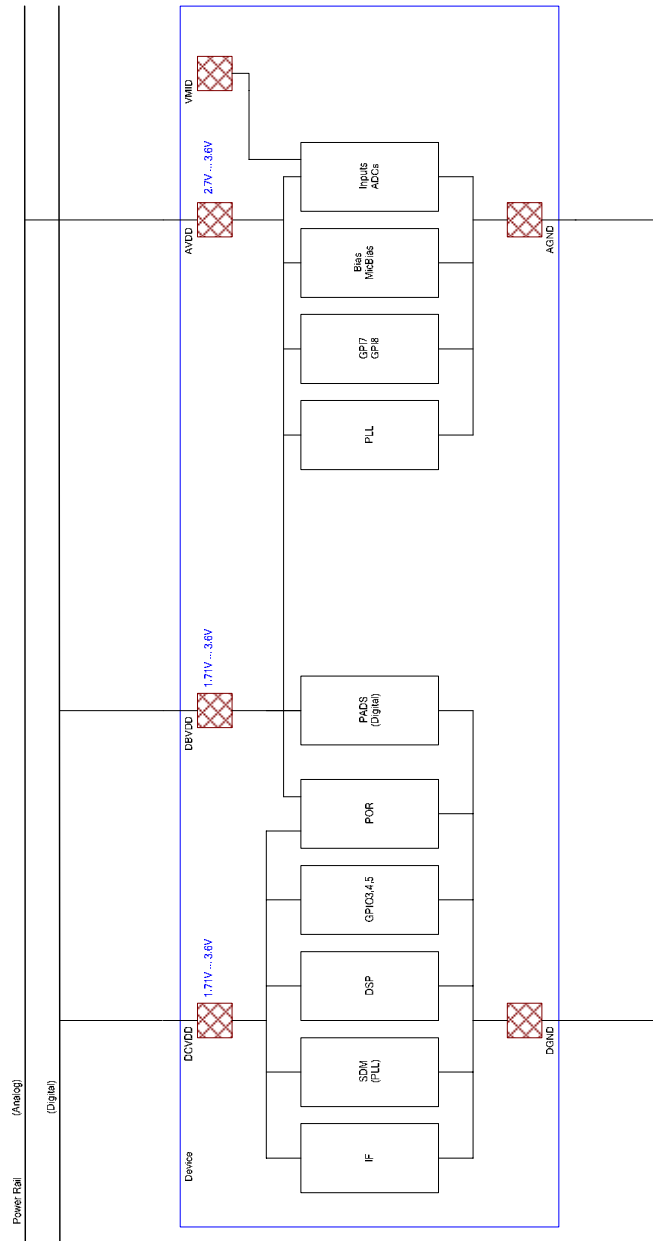 Power Rail
(Analog)
(Digital)
Device
DCVDD
1.71V ... 3.6V
DBVDD
1.71V ... 3.6V
AVDD
2.7V ... 3.6V
VMID
IF
SDM
(PLL)
DSP
GPIO3,4,5
POR
PADS
(Digital)
PLL
GPI7
GPI8
Bias
MicBias
Inputs
ADCs
DGND
AGND